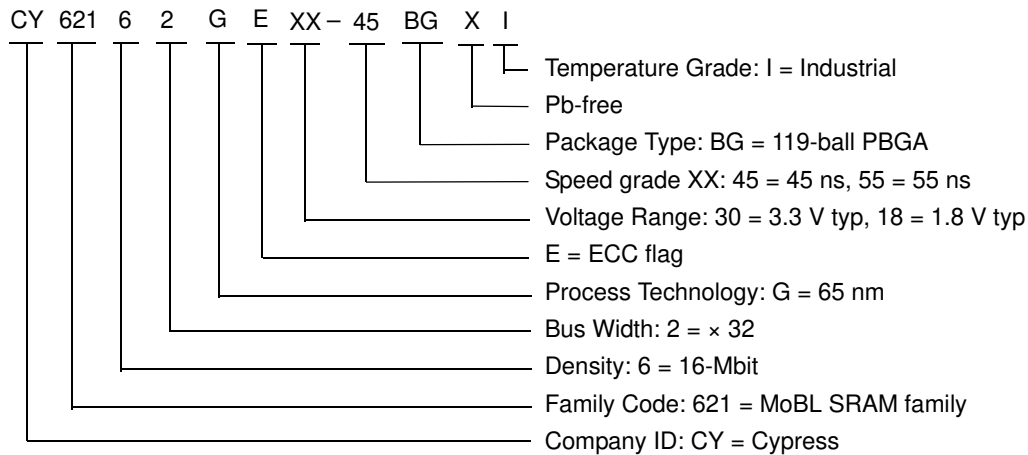 CY 621 6 2 G E XX – 45 BG X I
Temperature Grade: I = Industrial
Pb-free
Package Type: BG = 119-ball PBGA
Speed grade XX: 45 = 45 ns, 55 = 55 ns
Voltage Range: 30 = 3.3 V typ, 18 = 1.8 V typ
E = ECC flag
Process Technology: G = 65 nm
Bus Width: 2 = × 32
Density: 6 = 16-Mbit
Family Code: 621 = MoBL SRAM family
Company ID: CY = Cypress